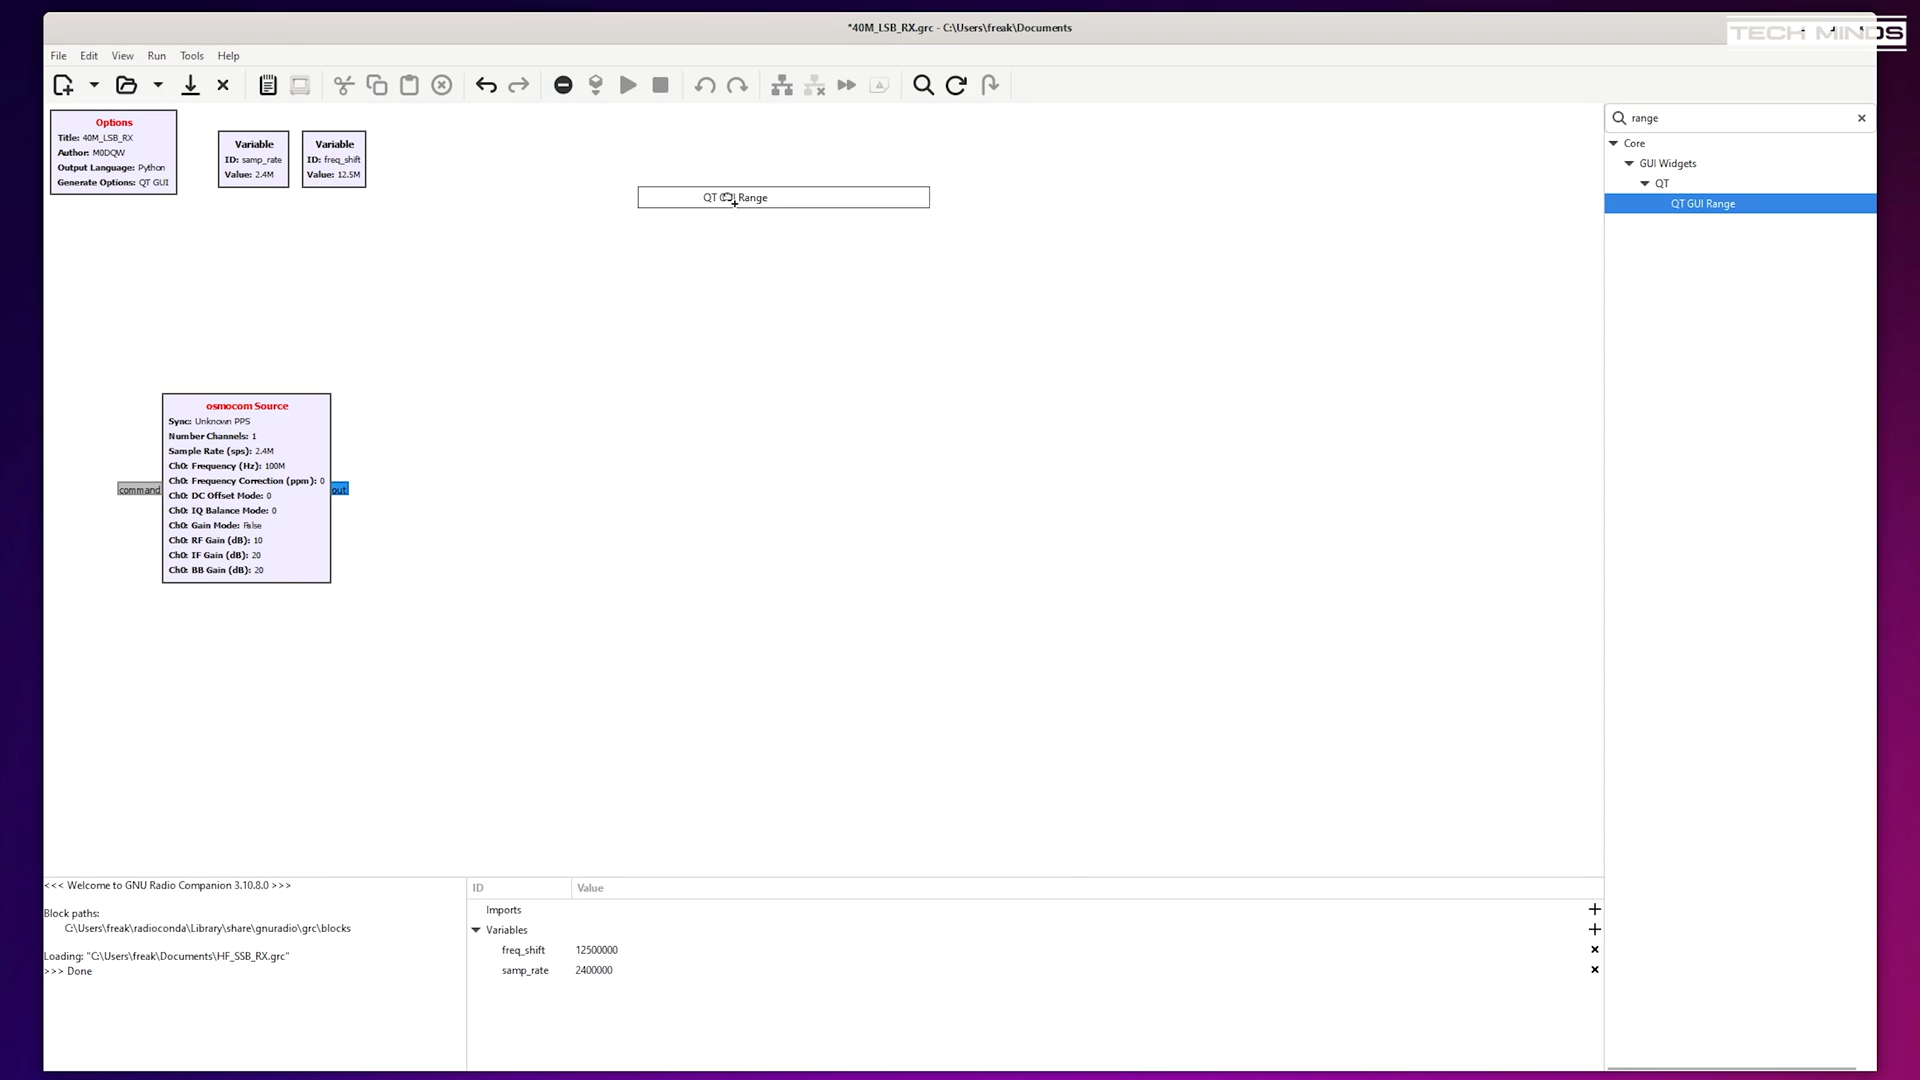 *40M_LSB_RX.grc - C:\Users\freak\Documents
TECH MINDS
File Edit View Run Tools Help
Options
Title: 40M_LSB_RX
Author: M0DQW
Output Language: Python
Generate Options: QT GUI
Variable
ID: samp_rate
Value: 2.4M
Variable
ID: freq_shift
Value: 12.5M
QT GUI Range
range
Core
GUI Widgets
QT
QT GUI Range
osmocom Source
Sync: Unknown PPS
Number Channels: 1
Sample Rate (sps): 2.4M
Ch0: Frequency (Hz): 100M
Ch0: Frequency Correction (ppm): 0
Ch0: DC Offset Mode: 0
Ch0: IQ Balance Mode: 0
Ch0: Gain Mode: False
Ch0: RF Gain (dB): 10
Ch0: IF Gain (dB): 20
Ch0: BB Gain (dB): 20
command
out
<<< Welcome to GNU Radio Companion 3.10.8.0 >>>
Block paths:
C:\Users\freak\radioconda\Library\share\gnuradio\grc\blocks
Loading: "C:\Users\freak\Documents\HF_SSB_RX.grc"
>>> Done
ID Value
Imports
Variables
freq_shift 12500000
samp_rate 2400000